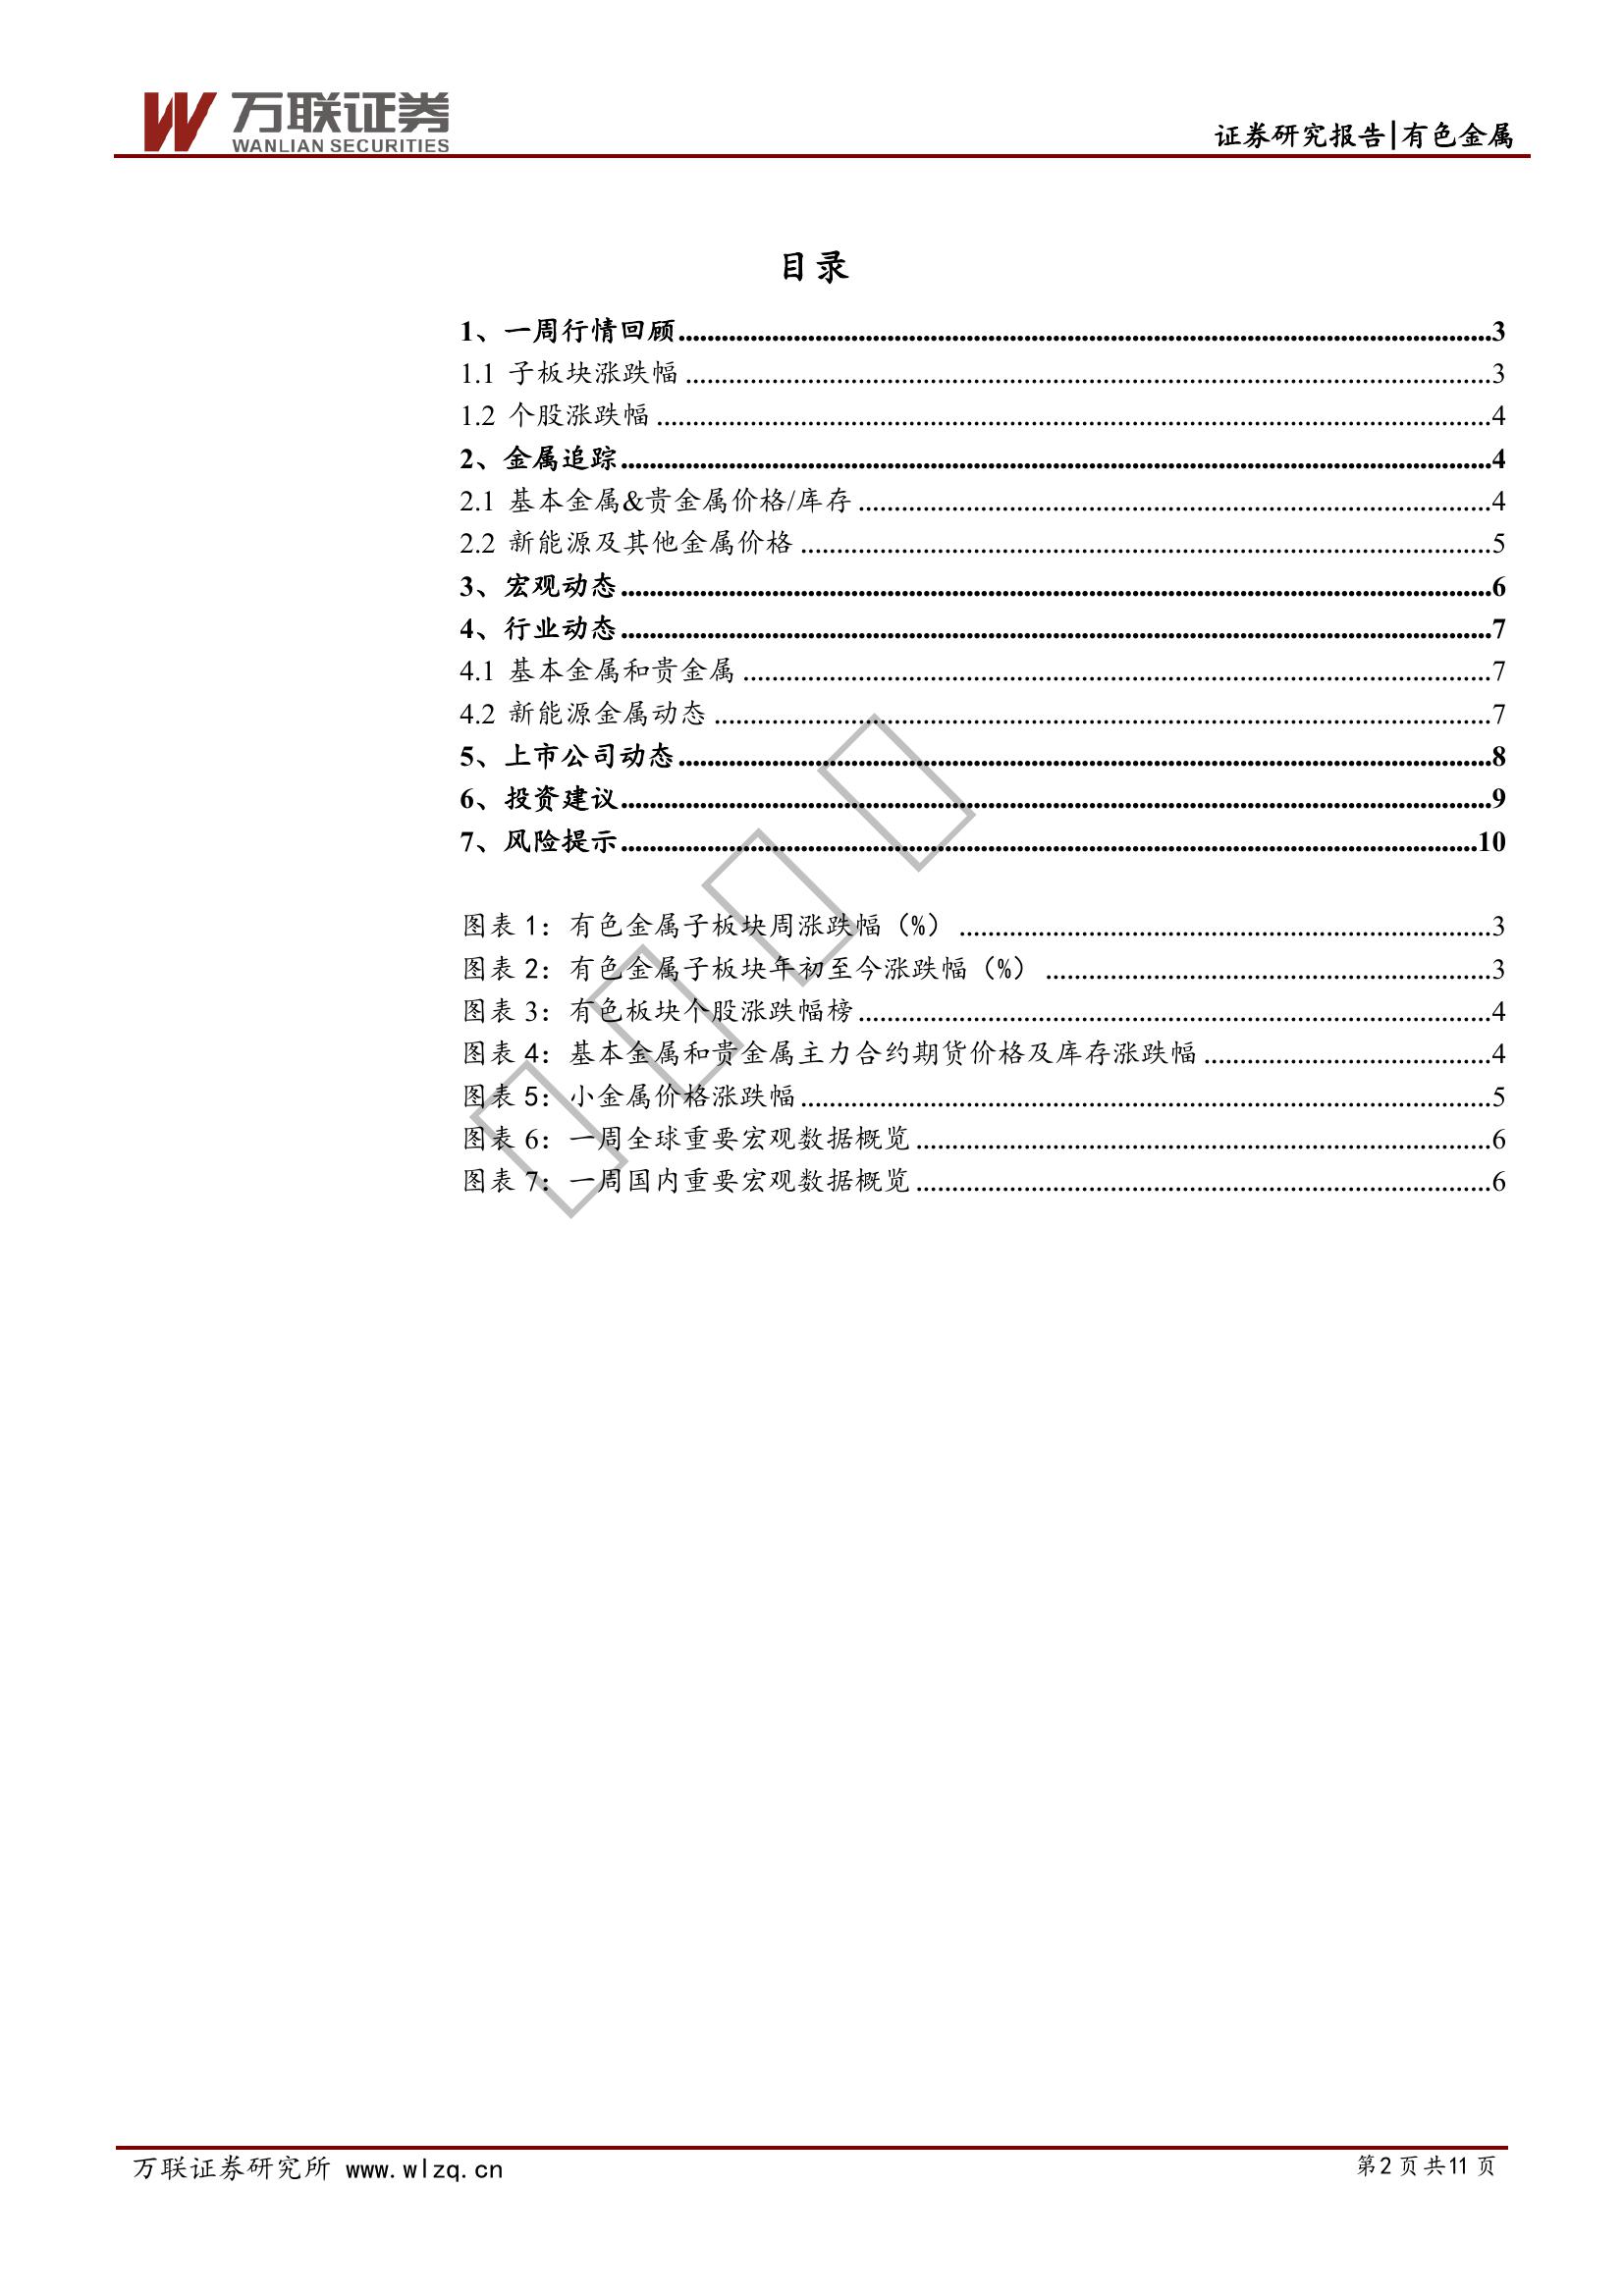 万联证券
WANLIAN SECURITIES
证券研究报告|有色金属
目录
1、一周行情回顾 3
1.1 子板块涨跌幅 3
1.2 个股涨跌幅 4
2、金属追踪 4
2.1 基本金属&贵金属价格/库存 4
2.2 新能源及其他金属价格 5
3、宏观动态 6
4、行业动态 7
4.1 基本金属和贵金属 7
4.2 新能源金属动态 7
5、上市公司动态 8
6、投资建议 9
7、风险提示 10
图表 1：有色金属子板块周涨跌幅（%） 3
图表 2：有色金属子板块年初至今涨跌幅（%） 3
图表 3：有色板块个股涨跌幅榜 4
图表 4：基本金属和贵金属主力合约期货价格及库存涨跌幅 4
图表 5：小金属价格涨跌幅 5
图表 6：一周全球重要宏观数据概览 6
图表 7：一周国内重要宏观数据概览 6
万联证券研究所 www.wlzq.cn
第2页共11页